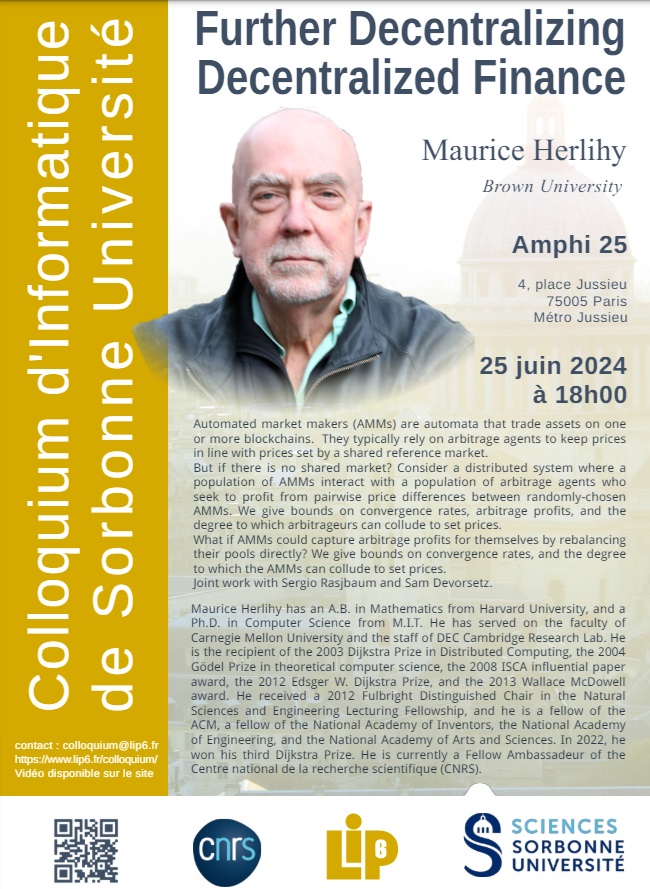 Colloquium d'Informatique
de Sorbonne Université
Further Decentralizing
Decentralized Finance
Maurice Herlihy
Brown University
Amphi 25
4, place Jussieu
75005 Paris
Métro Jussieu
25 juin 2024
à 18h00
Automated market makers (AMMs) are automata that trade assets on one
or more blockchains. They typically rely on arbitrage agents to keep prices
in line with prices set by a shared reference market.
But if there is no shared market? Consider a distributed system where a
population of AMMs interact with a population of arbitrage agents who
seek to profit from pairwise price differences between randomly-chosen
AMMs. We give bounds on convergence rates, arbitrage profits, and the
degree to which arbitrageurs can collude to set prices.
What if AMMs could capture arbitrage profits for themselves by rebalancing
their pools directly? We give bounds on convergence rates, and the degree
to which the AMMs can collude to set prices.
Joint work with Sergio Rasjbaum and Sam Devorsetz.
Maurice Herlihy has an A.B. in Mathematics from Harvard University, and a
Ph.D. in Computer Science from M.I.T. He has served on the faculty of
Carnegie Mellon University and the staff of DEC Cambridge Research Lab. He
is the recipient of the 2003 Dijkstra Prize in Distributed Computing, the 2004
Gödel Prize in theoretical computer science, the 2008 ISCA influential paper
award, the 2012 Edsger W. Dijkstra Prize, and the 2013 Wallace McDowell
award. He received a 2012 Fulbright Distinguished Chair in the Natural
Sciences and Engineering Lecturing Fellowship, and he is a fellow of the
ACM, a fellow of the National Academy of Inventors, the National Academy
of Engineering, and the National Academy of Arts and Sciences. In 2022, he
won his third Dijkstra Prize. He is currently a Fellow Ambassadeur of the
Centre national de la recherche scientifique (CNRS).
contact : colloquium@lip6.fr
https://www.lip6.fr/colloquium/
Vidéo disponible sur le site
cnrs
LIP6
SCIENCES
SORBONNE
UNIVERSITÉ